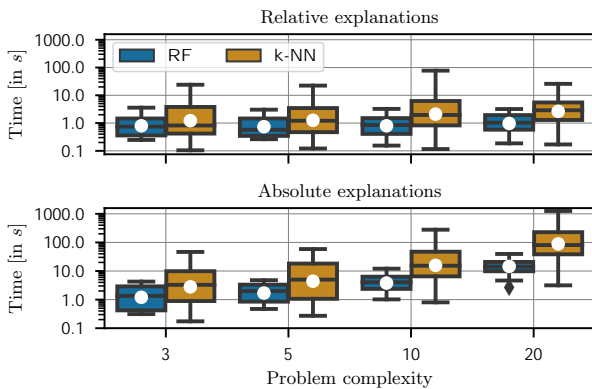 Relative explanations
1000.0
100.0
10.0
1.0
0.1
Time [in s]
RF
k-NN
Absolute explanations
1000.0
100.0
10.0
1.0
0.1
Time [in s]
3 5 10 20
Problem complexity